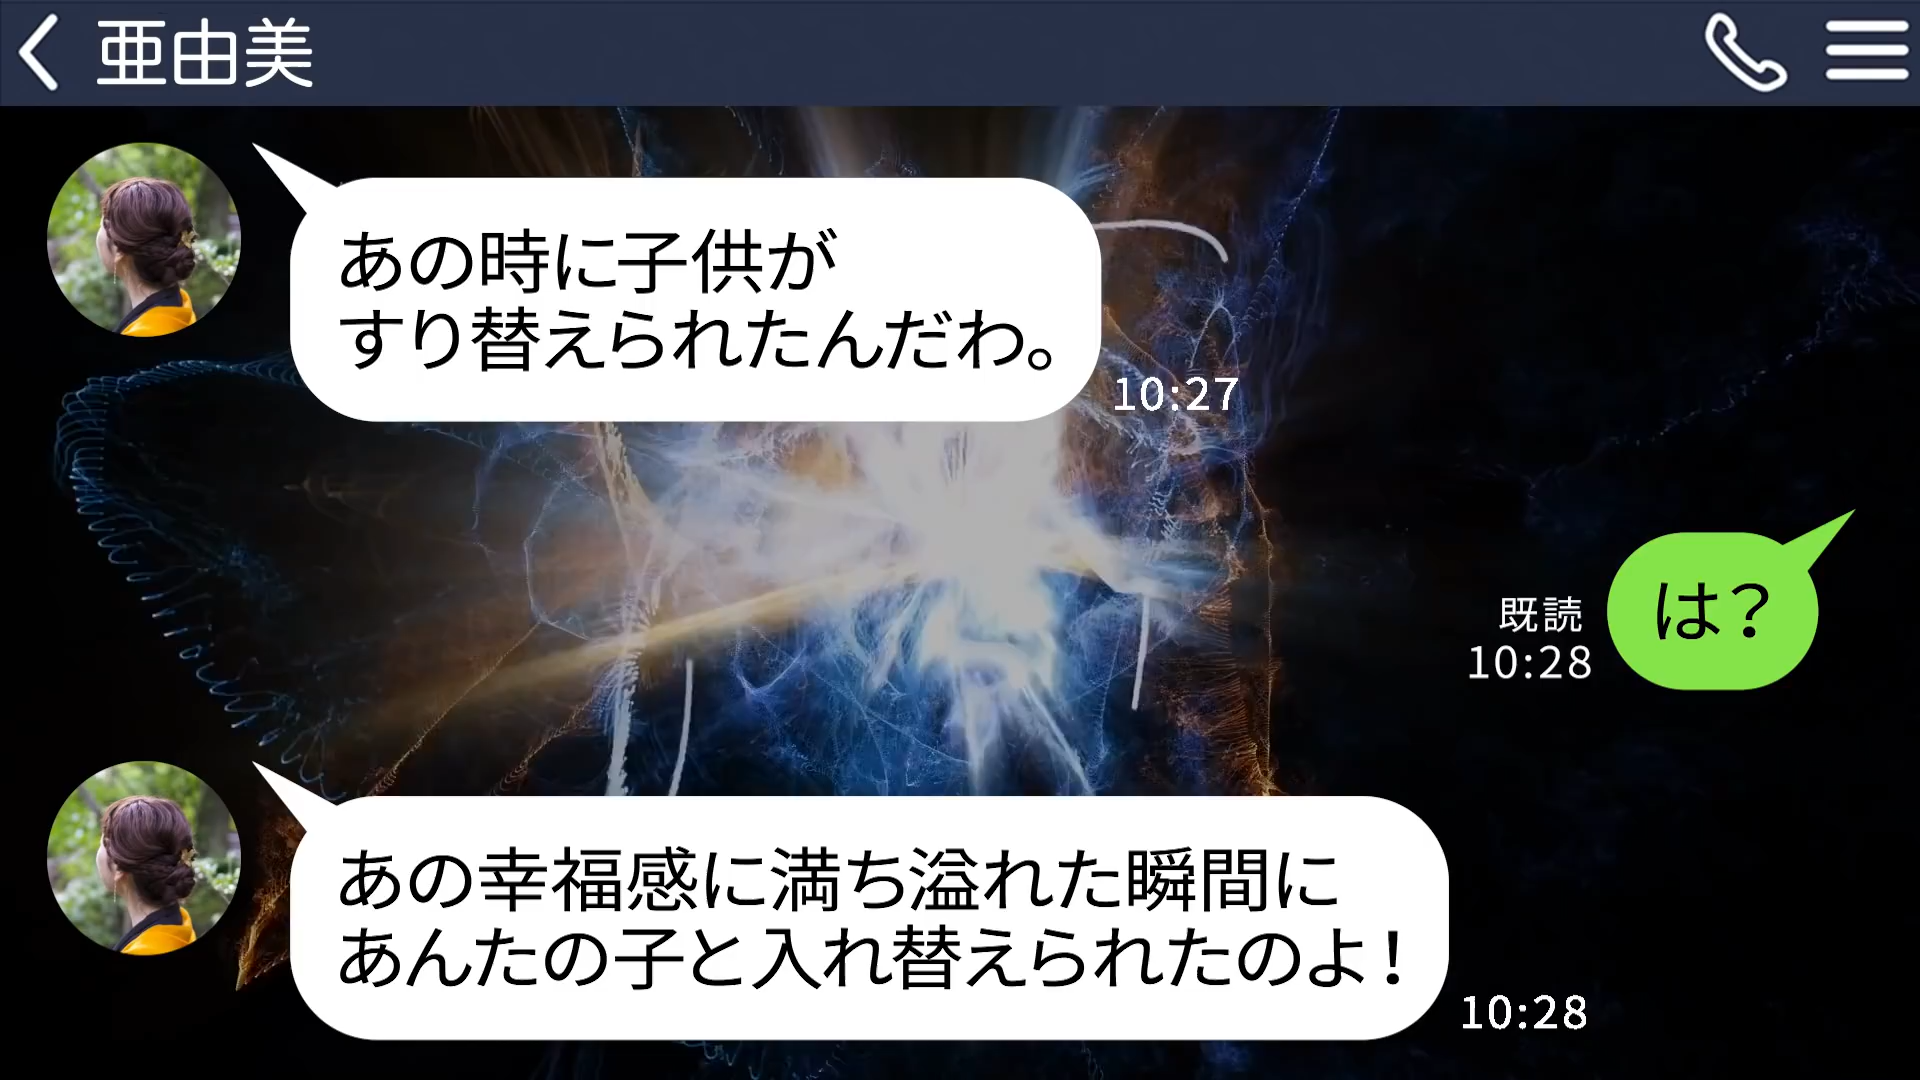 亜由美
あの時に子供が
すり替えられたんだわ。
10:27
は？
既読
10:28
あの幸福感に満ち溢れた瞬間に
あんたの子と入れ替えられたのよ！
10:28